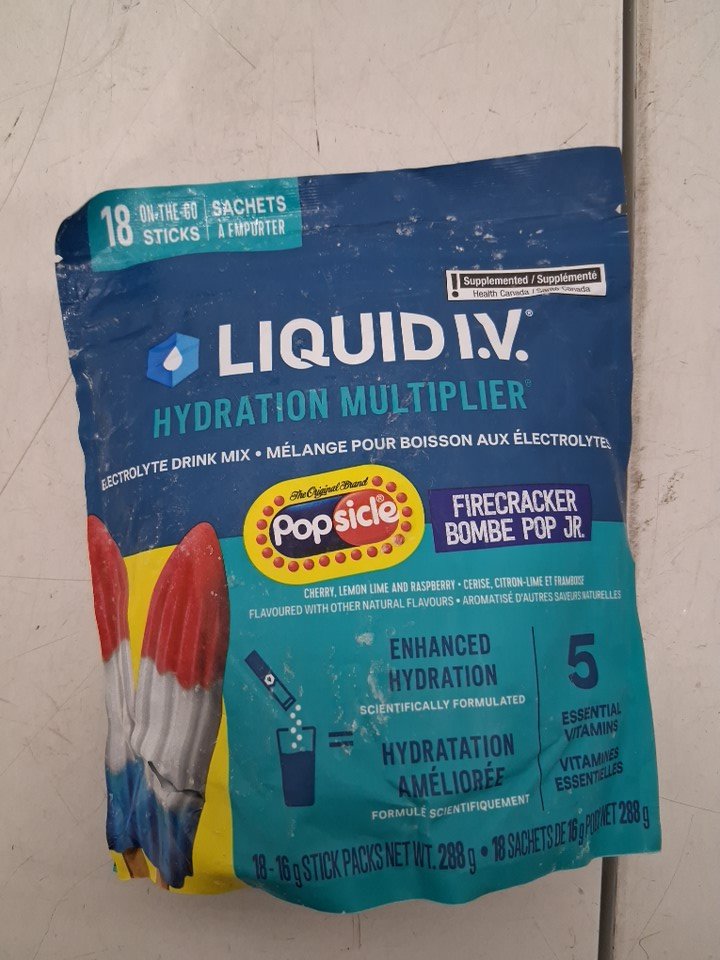 18 ON-THE-GO STICKS | SACHETS À EMPORTER
! Supplemented / Supplémenté
Health Canada / Santé Canada
LIQUID I.V.®
HYDRATION MULTIPLIER®
ELECTROLYTE DRINK MIX • MÉLANGE POUR BOISSON AUX ÉLECTROLYTES
The Original Brand
Popsicle®
FIRECRACKER
BOMBE POP JR.
CHERRY, LEMON LIME AND RASPBERRY • CERISE, CITRON-LIME ET FRAMBOISE
FLAVOURED WITH OTHER NATURAL FLAVOURS • AROMATISÉ D'AUTRES SAVEURS NATURELLES
ENHANCED
HYDRATION
SCIENTIFICALLY FORMULATED
=
HYDRATATION
AMÉLIORÉE
FORMULÉ SCIENTIFIQUEMENT
5
ESSENTIAL
VITAMINS
VITAMINES
ESSENTIELLES
18 - 16 g STICK PACKS NET WT. 288 g • 18 SACHETS DE 16 g POIDS NET 288 g